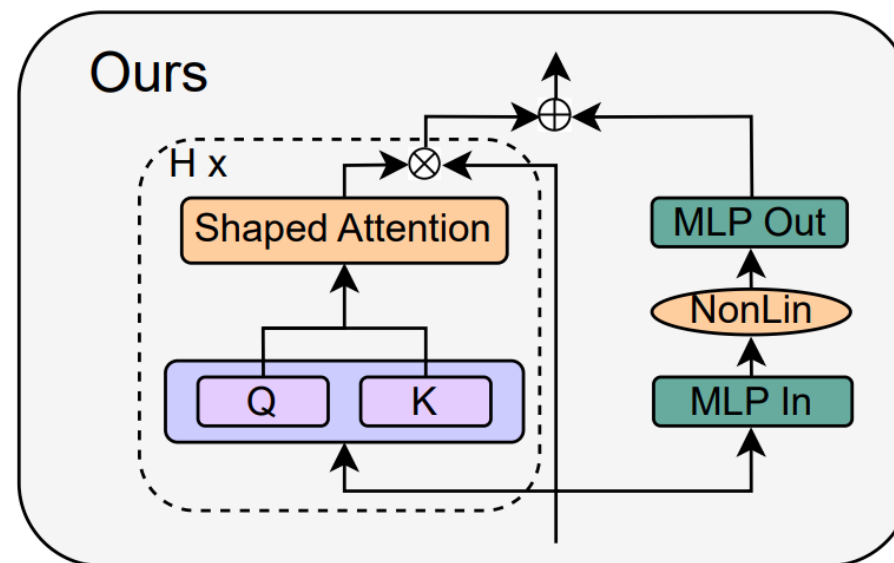 Ours
H x
Shaped Attention
MLP Out
NonLin
Q
K
MLP In